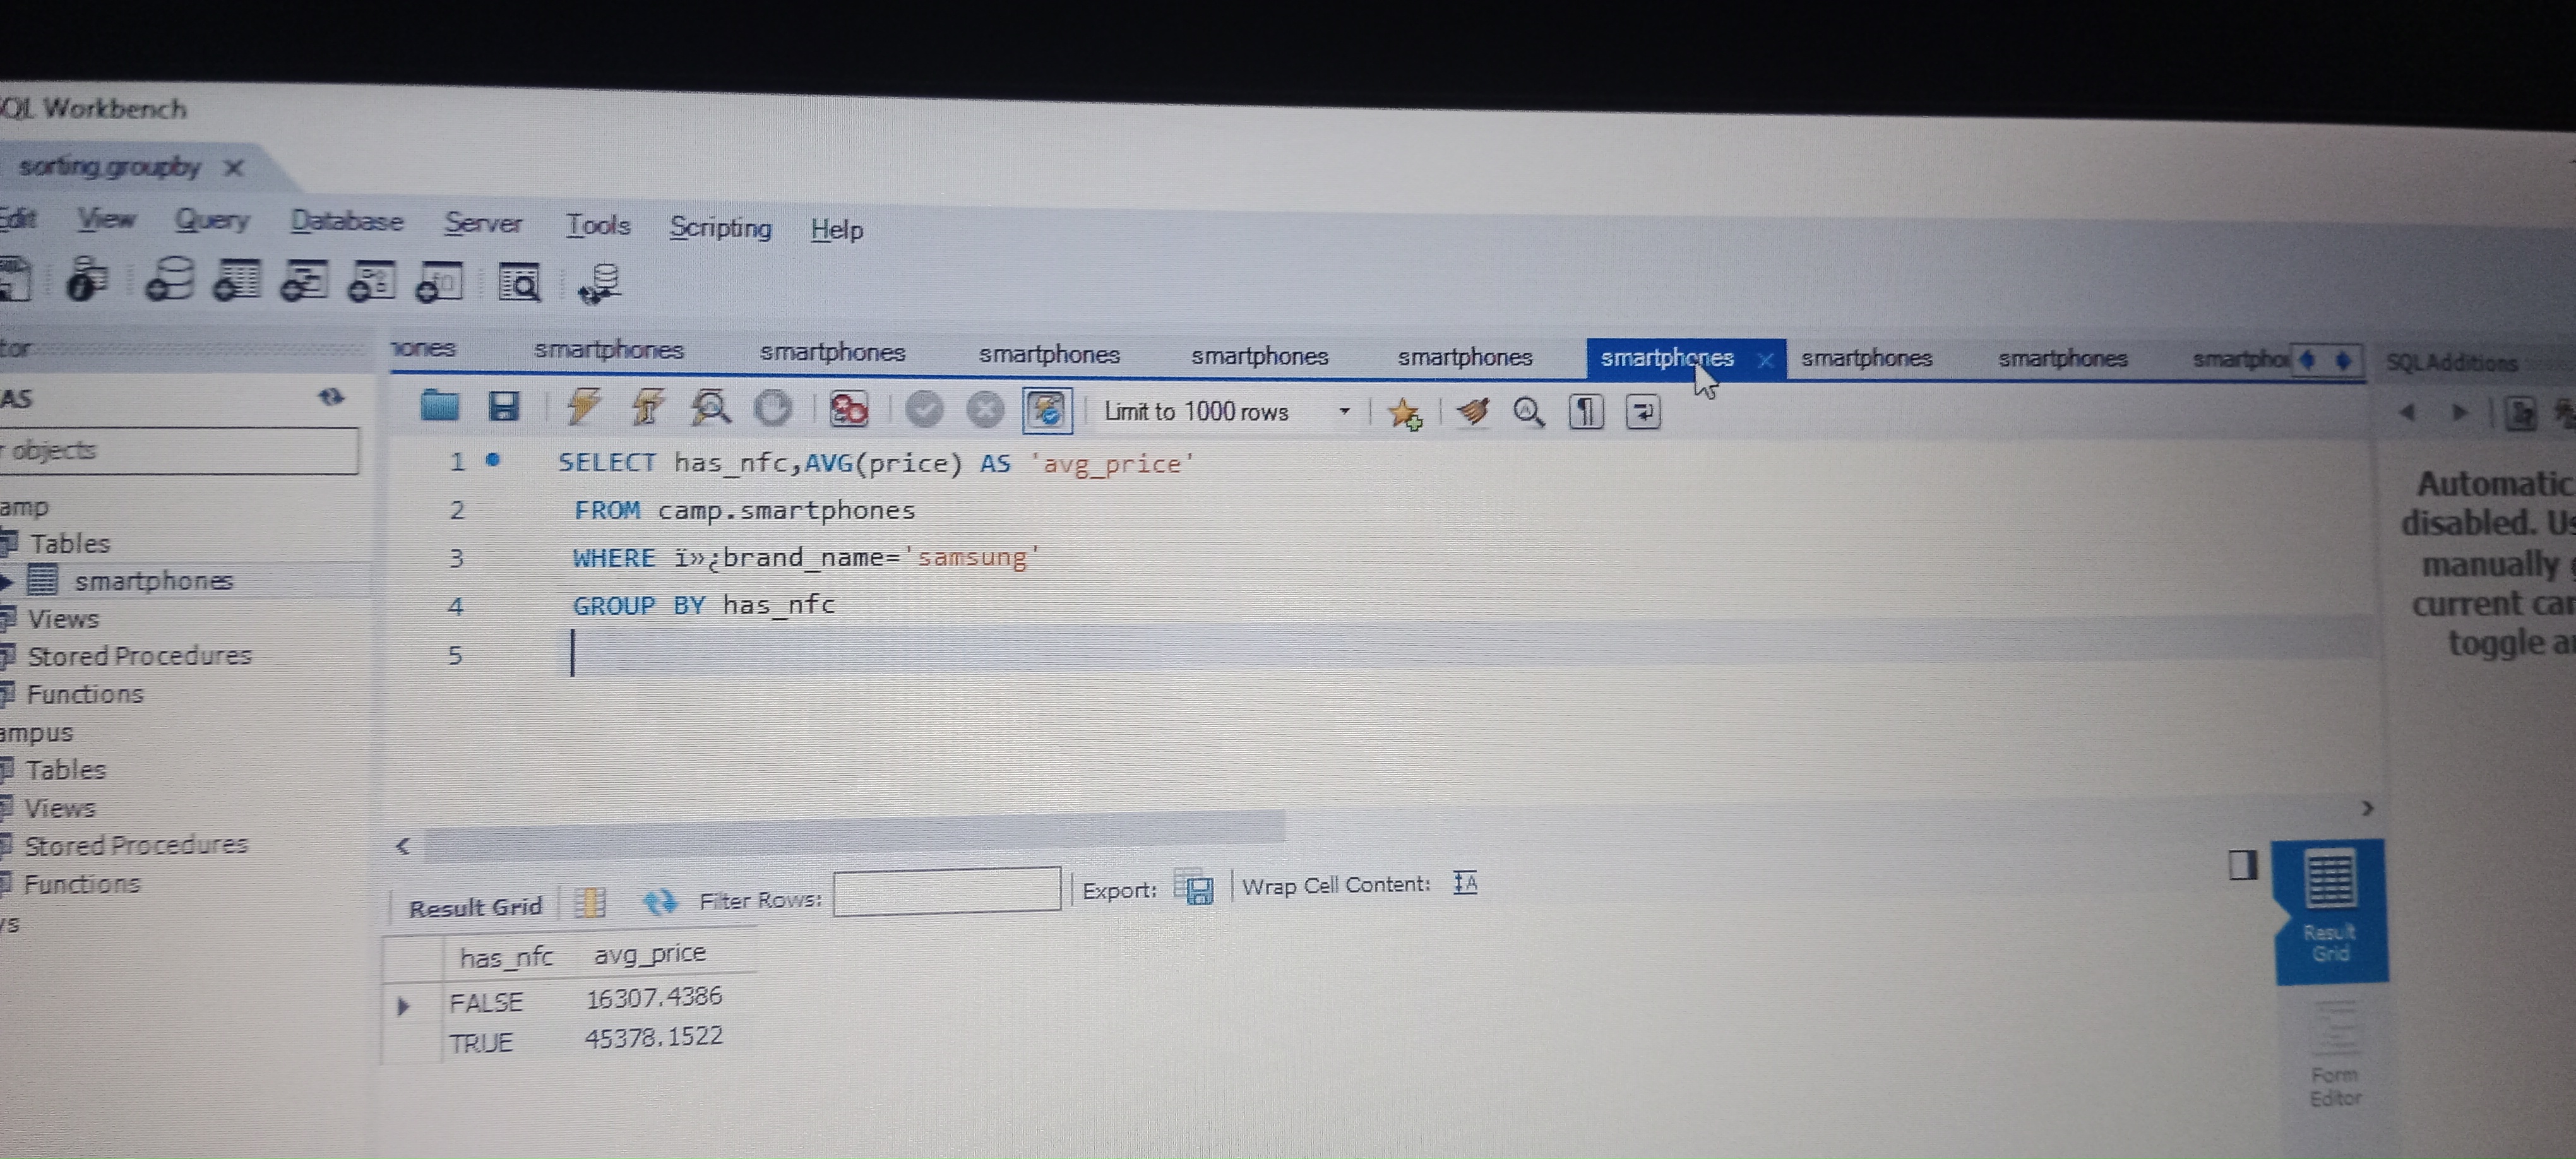 SQL Workbench
sorting.groupby
Edit View Query Database Server Tools Scripting Help
smartphones smartphones smartphones smartphones smartphones smartphones smartphones smartphones
SQLAdditions
AS
objects
Limit to 1000 rows
1 SELECT has_nfc,AVG(price) AS 'avg_price'
2 FROM camp.smartphones
3 WHERE ï»¿brand_name='samsung'
4 GROUP BY has_nfc
5
amp
Tables
smartphones
Views
Stored Procedures
Functions
ampus
Tables
Views
Stored Procedures
Functions
Automatic
disabled. Us
manually
current car
toggle a
Result Grid Filter Rows: Export: Wrap Cell Content:
has_nfc avg_price
FALSE 16307.4386
TRUE 45378.1522
Result
Grid
Form
Editor